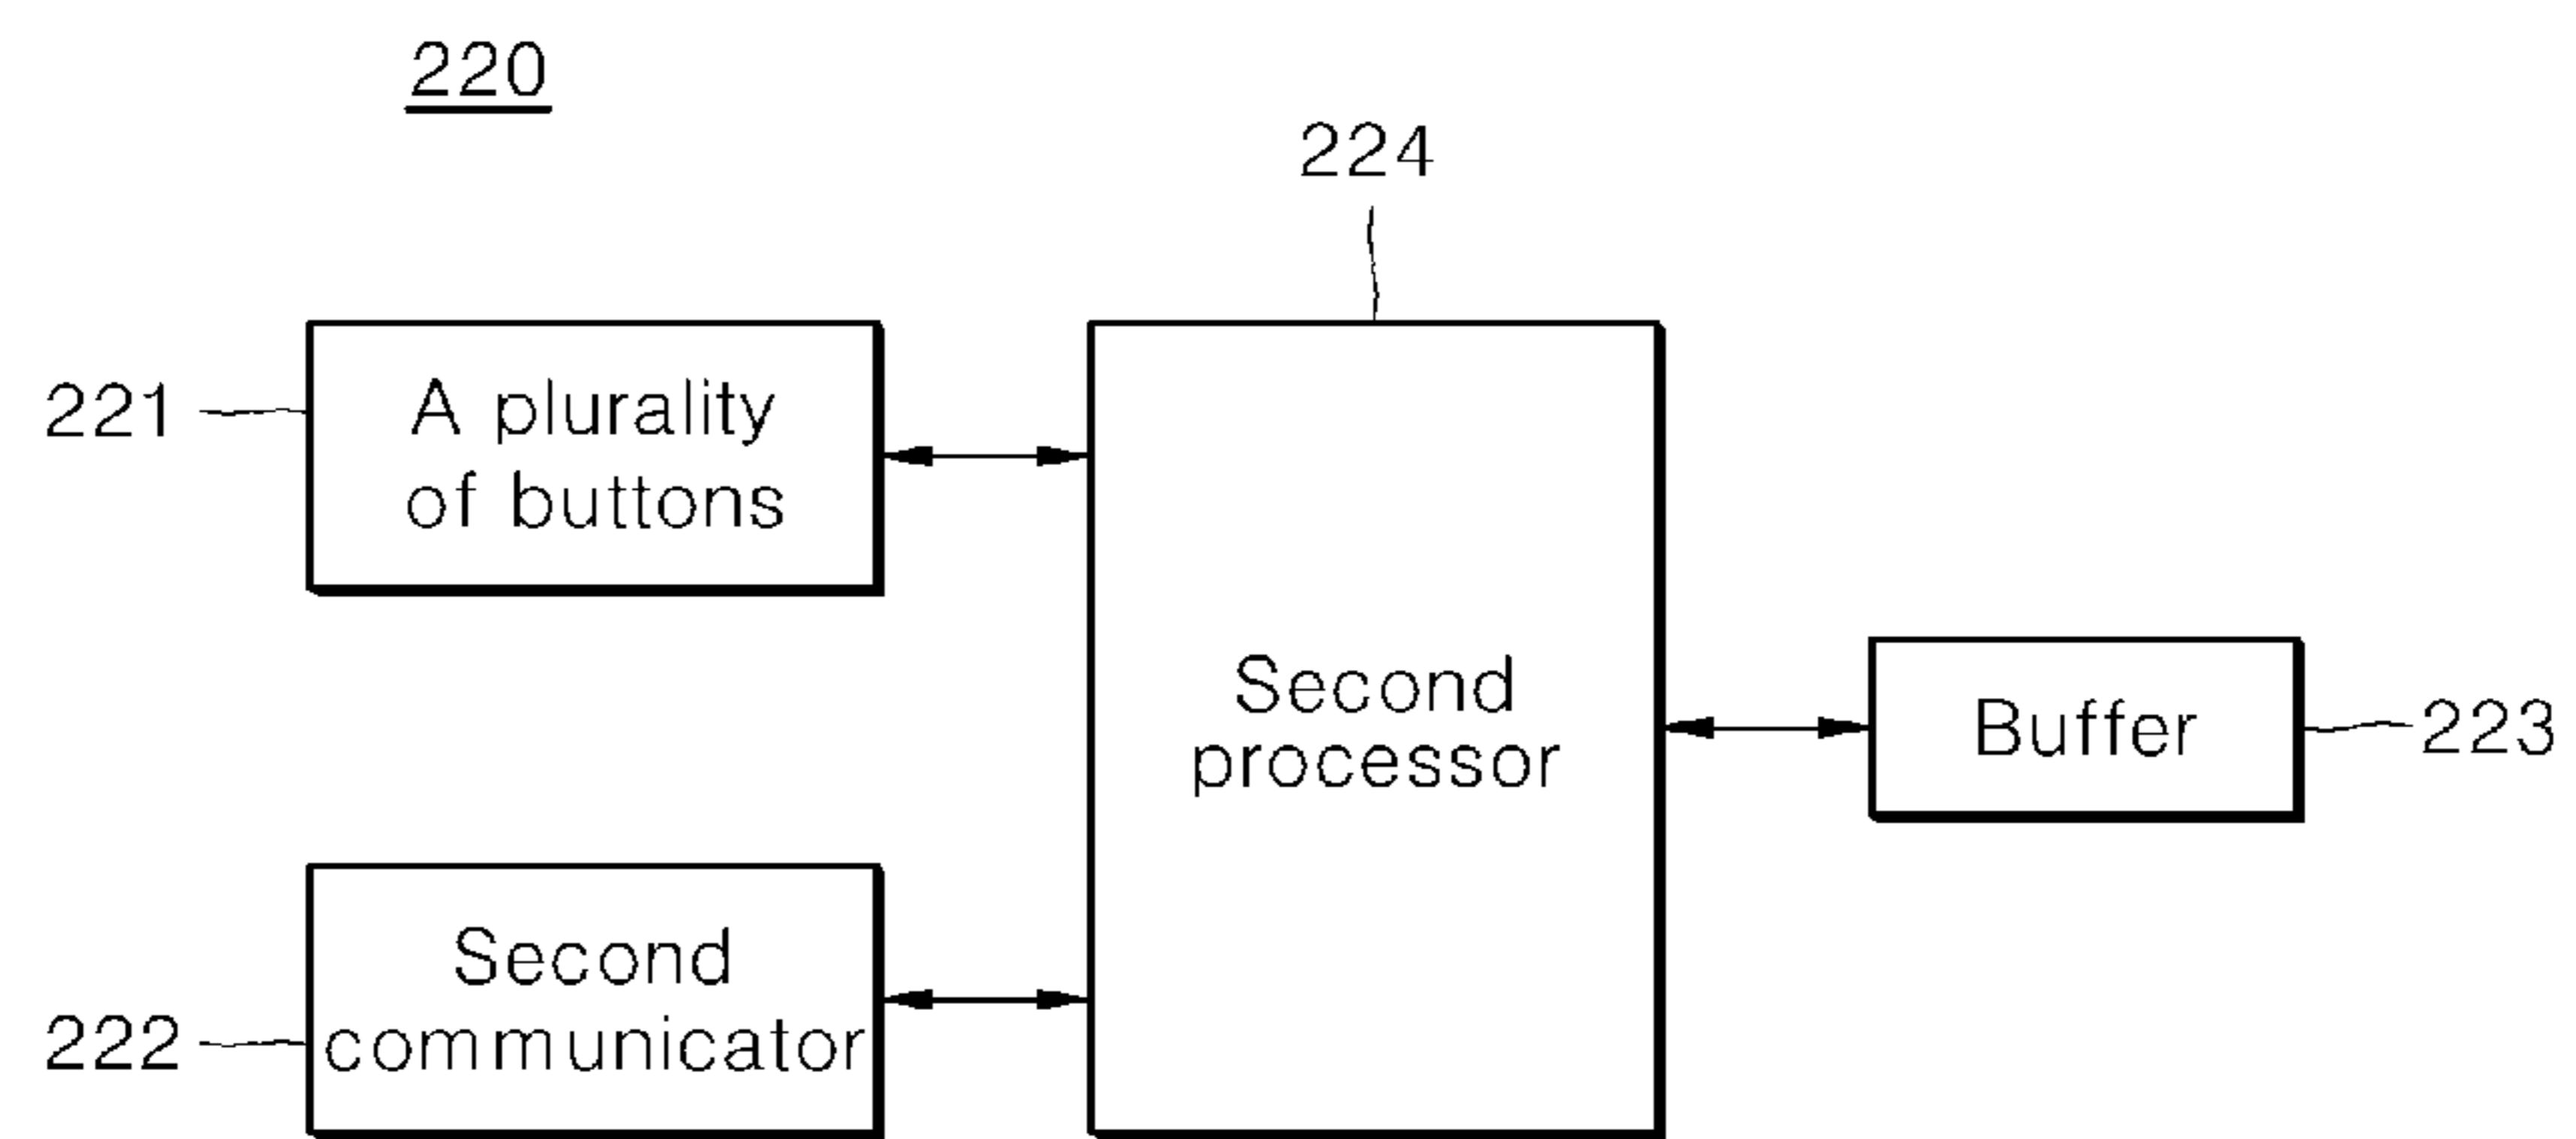 220
224
221
A plurality
of buttons
Second
processor
Buffer
223
Second
communicator
222